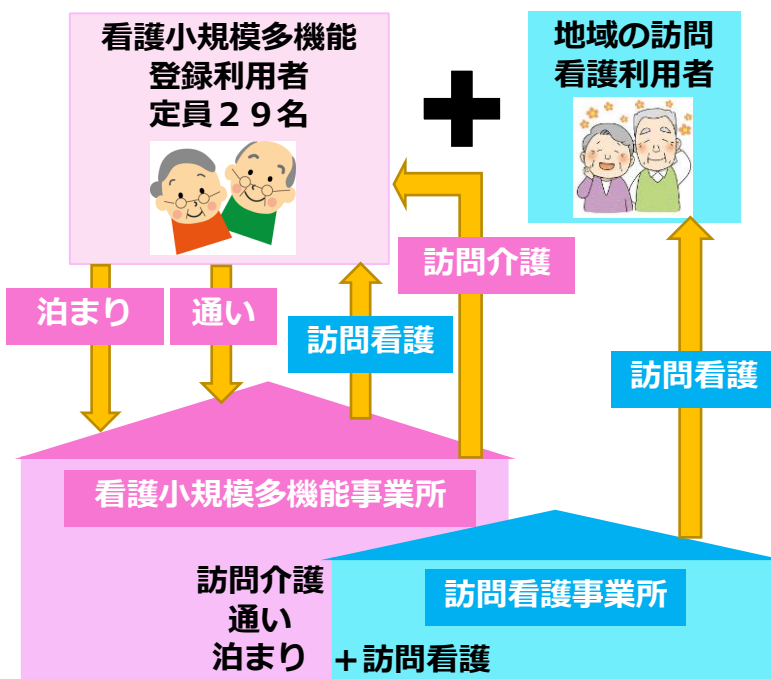 看護小規模多機能
登録利用者
定員２９名
地域の訪問
看護利用者
訪問介護
泊まり
通い
訪問看護
訪問看護
看護小規模多機能事業所
訪問看護事業所
訪問介護
通い
泊まり ＋訪問看護